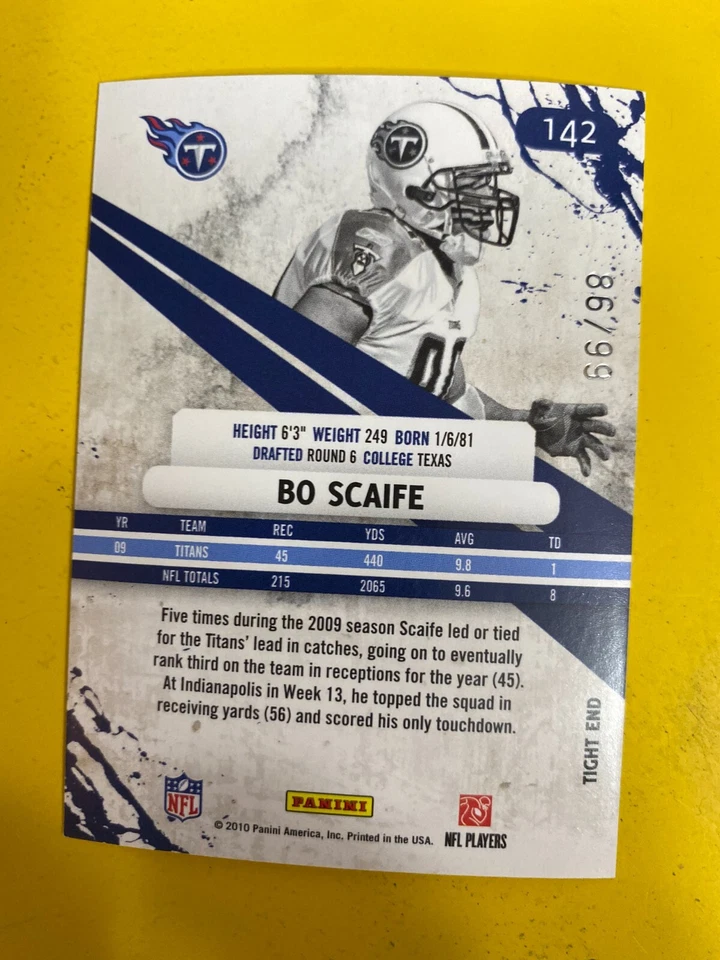 142
86/99
HEIGHT 6'3" WEIGHT 249 BORN 1/6/81
DRAFTED ROUND 6 COLLEGE TEXAS
BO SCAIFE
YR TEAM REC YDS AVG TD
09 TITANS 45 440 9.8 1
NFL TOTALS 215 2065 9.6 8
Five times during the 2009 season Scaife led or tied
for the Titans' lead in catches, going on to eventually
rank third on the team in receptions for the year (45).
At Indianapolis in Week 13, he topped the squad in
receiving yards (56) and scored his only touchdown.
TIGHT END
NFL
PANINI
© 2010 Panini America, Inc. Printed in the USA.
NFL PLAYERS